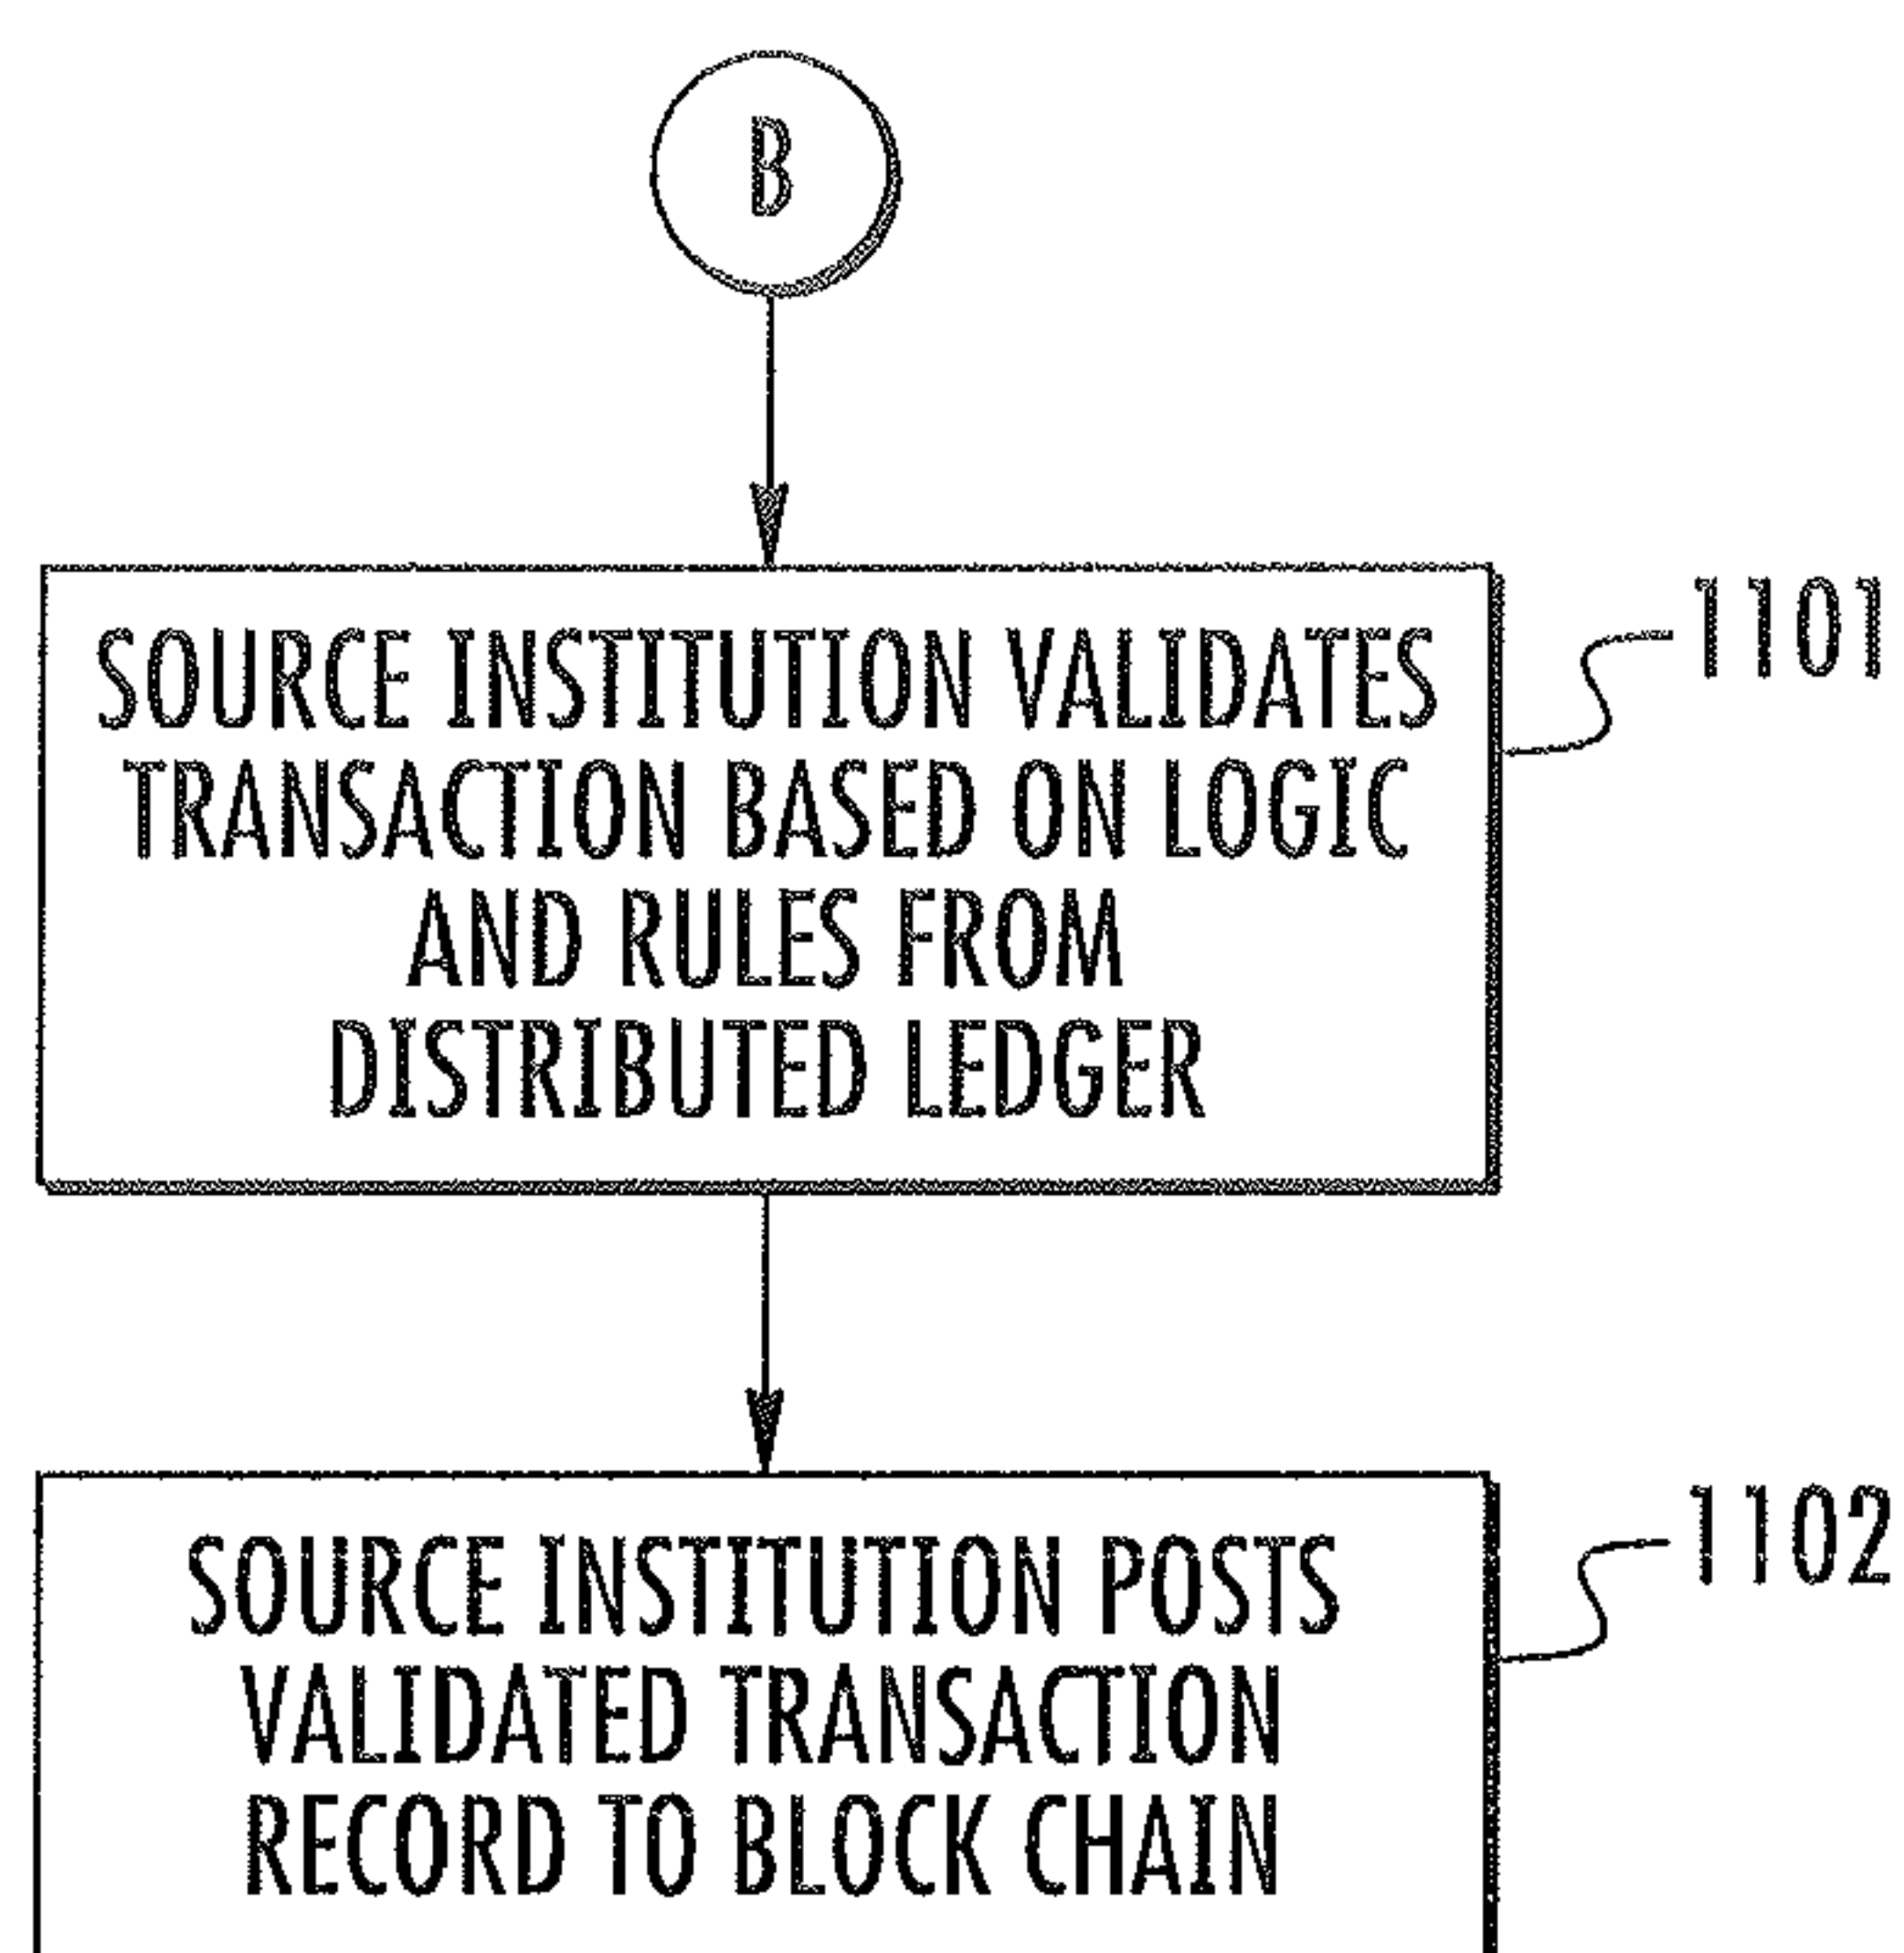 B
SOURCE INSTITUTION VALIDATES
TRANSACTION BASED ON LOGIC
AND RULES FROM
DISTRIBUTED LEDGER
1101
SOURCE INSTITUTION POSTS
VALIDATED TRANSACTION
RECORD TO BLOCK CHAIN
1102